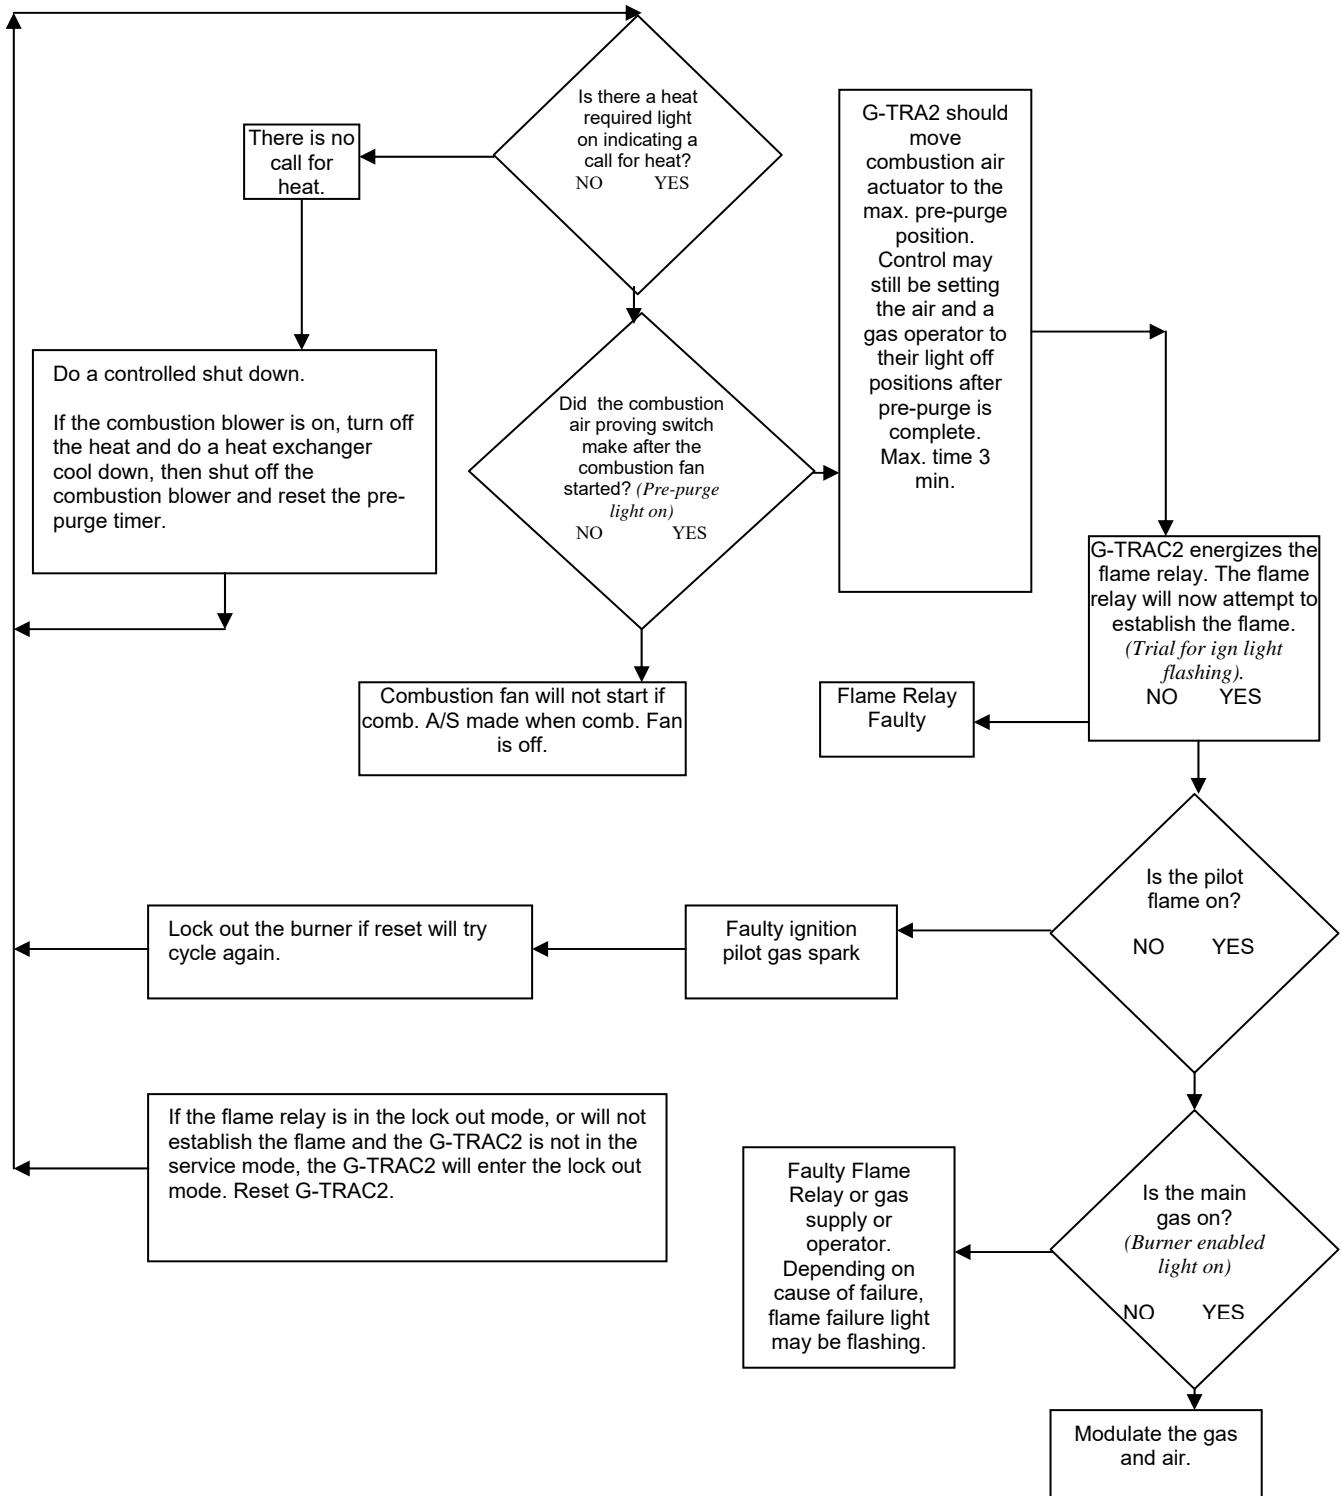 Is there a heat
required light
on indicating a
call for heat?
NO YES
There is no
call for
heat.
G-TRA2 should
move
combustion air
actuator to the
max. pre-purge
position.
Control may
still be setting
the air and a
gas operator to
their light off
positions after
pre-purge is
complete.
Max. time 3
min.
Do a controlled shut down.
If the combustion blower is on, turn off
the heat and do a heat exchanger
cool down, then shut off the
combustion blower and reset the pre-
purge timer.
Did the combustion
air proving switch
make after the
combustion fan
started? (Pre-purge
light on)
NO YES
G-TRAC2 energizes the
flame relay. The flame
relay will now attempt to
establish the flame.
(Trial for ign light
flashing).
NO YES
Combustion fan will not start if
comb. A/S made when comb. Fan
is off.
Flame Relay
Faulty
Is the pilot
flame on?
NO YES
Faulty ignition
pilot gas spark
Lock out the burner if reset will try
cycle again.
If the flame relay is in the lock out mode, or will not
establish the flame and the G-TRAC2 is not in the
service mode, the G-TRAC2 will enter the lock out
mode. Reset G-TRAC2.
Is the main
gas on?
(Burner enabled
light on)
NO YES
Faulty Flame
Relay or gas
supply or
operator.
Depending on
cause of failure,
flame failure light
may be flashing.
Modulate the gas
and air.